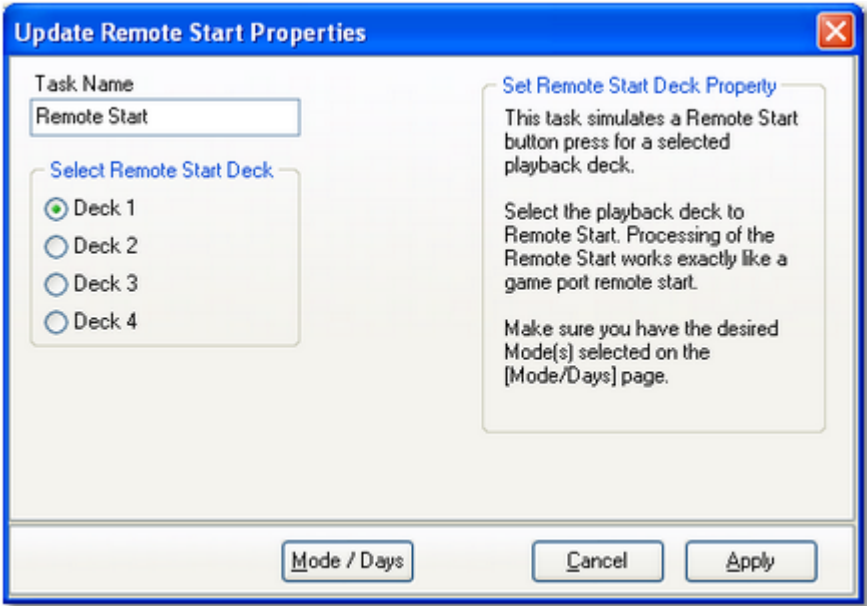 Update Remote Start Properties
Task Name
Remote Start
Select Remote Start Deck
Deck 1
Deck 2
Deck 3
Deck 4
Set Remote Start Deck Property
This task simulates a Remote Start
button press for a selected
playback deck.
Select the playback deck to
Remote Start. Processing of the
Remote Start works exactly like a
game port remote start.
Make sure you have the desired
Mode(s) selected on the
[Mode/Days] page.
Mode / Days
Cancel
Apply